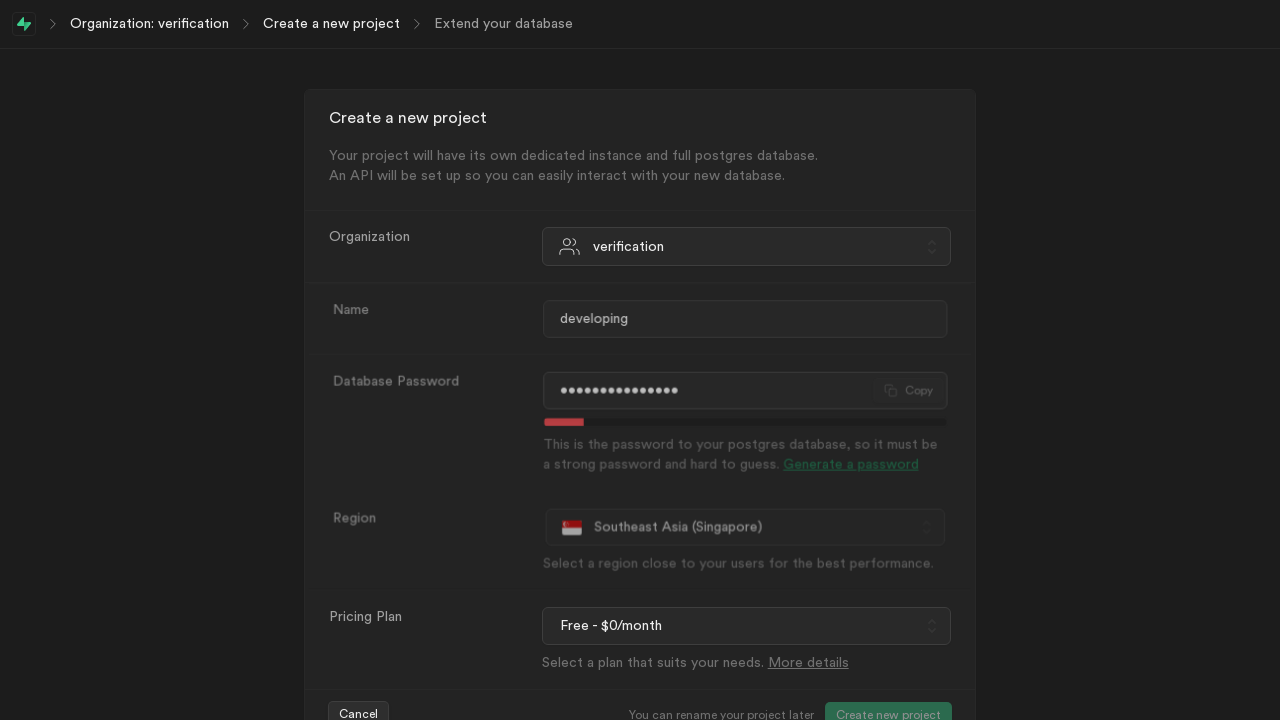 Organization: verification > Create a new project > Extend your database
Create a new project
Your project will have its own dedicated instance and full postgres database.
An API will be set up so you can easily interact with your new database.
Organization
verification
Name
developing
Database Password
•••••••••••••••
Copy
This is the password to your postgres database, so it must be
a strong password and hard to guess. Generate a password
Region
Southeast Asia (Singapore)
Select a region close to your users for the best performance.
Pricing Plan
Free - $0/month
Select a plan that suits your needs. More details
Cancel
You can rename your project later
Create new project